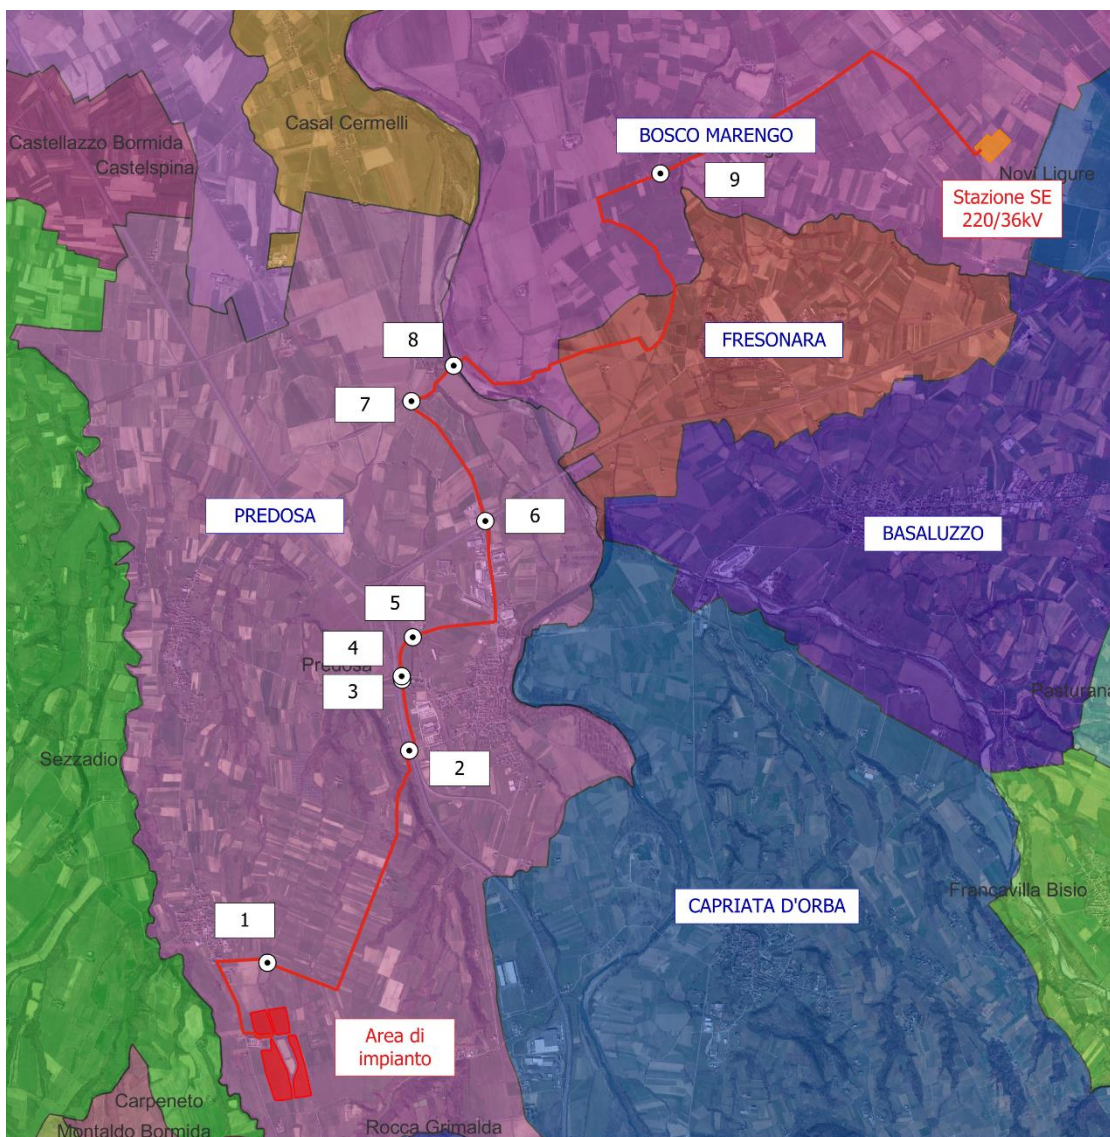 Casal Cermelli
Castellazzo Bormida
Castelspina
BOSCO MARENGO
9
Novi Ligure
Stazione SE
220/36kV
8
FRESONARA
7
PREDOSA
6
BASALUZZO
5
4
Predosa
3
Pasturana
Sezzadio
2
Francavilla Bisio
CAPRIATA D'ORBA
1
Area di
impianto
Carpeneto
Montaldo Bormida
Rocca Grimalda